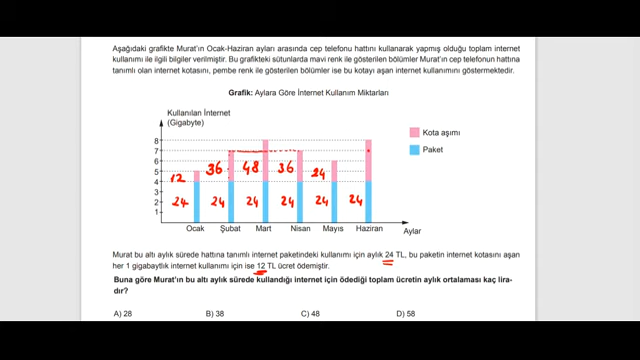 Aşağıdaki grafikte Murat'ın Ocak-Haziran ayları arasında cep telefonu hattını kullanarak yapmış olduğu toplam internet
kullanımı ile ilgili bilgiler verilmiştir. Bu grafikteki sütunlarda mavi renk ile gösterilen bölümler Murat'ın cep telefonunun hattına
tanımlı olan internet kotasını, pembe renk ile gösterilen bölümler ise bu kotayı aşan internet kullanımını göstermektedir.
Grafik: Aylara Göre İnternet Kullanım Miktarları
Kullanılan İnternet
(Gigabyte)
8
7
6
5
4
3
2
1
12 36 48 36 24
24 24 24 24 24 24
Ocak Şubat Mart Nisan Mayıs Haziran
Aylar
Kota aşımı
Paket
Murat bu altı aylık sürede hattına tanımlı internet paketindeki kullanımı için aylık 24 TL, bu paketin internet kotasını aşan
her 1 gigabaytlık internet kullanımı için ise 12 TL ücret ödemiştir.
Buna göre Murat'ın bu altı aylık sürede kullandığı internet için ödediği toplam ücretin aylık ortalaması kaç lira-
dır?
A) 28 B) 38 C) 48 D) 58